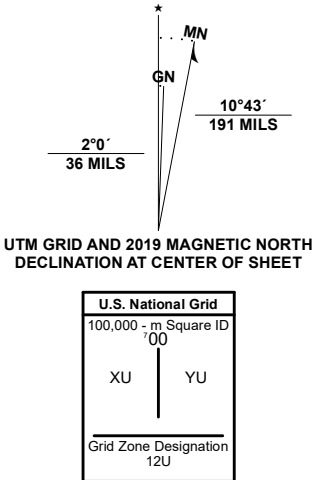 ★
MN
GN
10°43´
191 MILS
2°0´
36 MILS
UTM GRID AND 2019 MAGNETIC NORTH
DECLINATION AT CENTER OF SHEET
U.S. National Grid
100,000 - m Square ID
⁷00
XU YU
Grid Zone Designation
12U